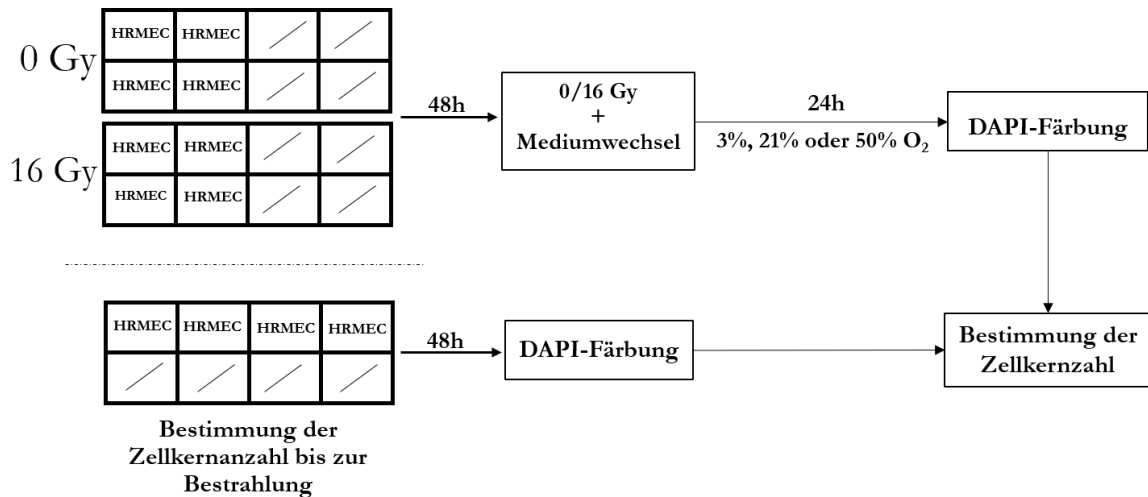 0 Gy
HRMEC HRMEC
HRMEC HRMEC
16 Gy
HRMEC HRMEC
HRMEC HRMEC
48h
0/16 Gy
+
Mediumwechsel
24h
3%, 21% oder 50% O₂
DAPI-Färbung
HRMEC HRMEC HRMEC HRMEC
48h
DAPI-Färbung
Bestimmung der
Zellkernzahl
Bestimmung der
Zellkernanzahl bis zur
Bestrahlung